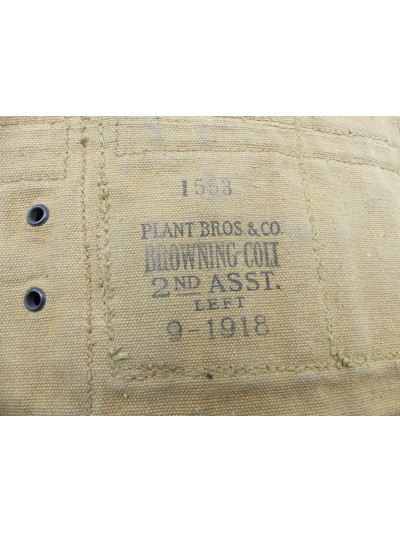 1553
PLANT BROS. & CO.
BROWNING-COLT
2ND ASST.
LEFT
9-1918